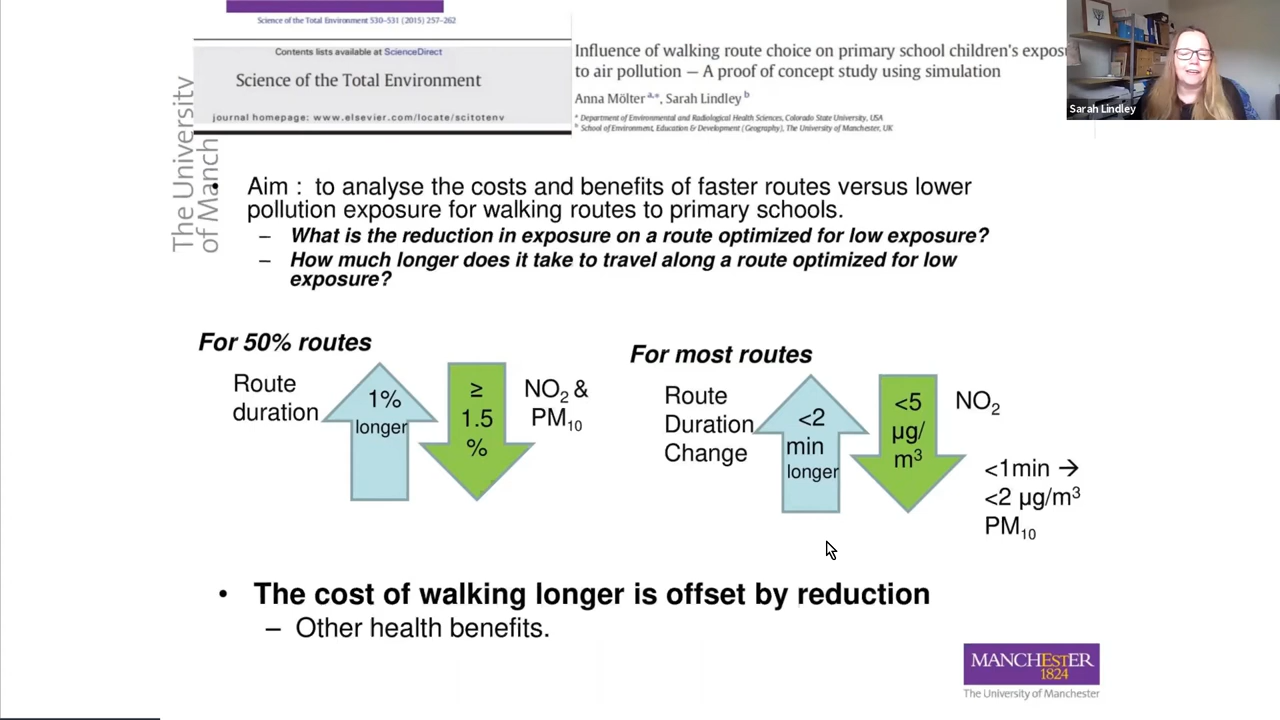 Science of the Total Environment 530–531 (2015) 257–262
Contents lists available at ScienceDirect
Science of the Total Environment
journal homepage: www.elsevier.com/locate/scitotenv
Influence of walking route choice on primary school children's
to air pollution — A proof of concept study using simulation
Anna Mölter a,*, Sarah Lindley b
a Department of Environmental and Radiological Health Sciences, Colorado State University, USA
b School of Environment, Education & Development (Geography), The University of Manchester, UK
Sarah Lindley
The University
of Manch
• Aim : to analyse the costs and benefits of faster routes versus lower
pollution exposure for walking routes to primary schools.
– What is the reduction in exposure on a route optimized for low exposure?
– How much longer does it take to travel along a route optimized for low
exposure?
For 50% routes
Route
duration
1%
longer
≥
1.5
%
NO₂ &
PM₁₀
For most routes
Route
Duration
Change
<2
min
longer
<5
µg/
m³
NO₂
<1min →
<2 µg/m³
PM₁₀
• The cost of walking longer is offset by reduction
– Other health benefits.
MANCHESTER
1824
The University of Manchester